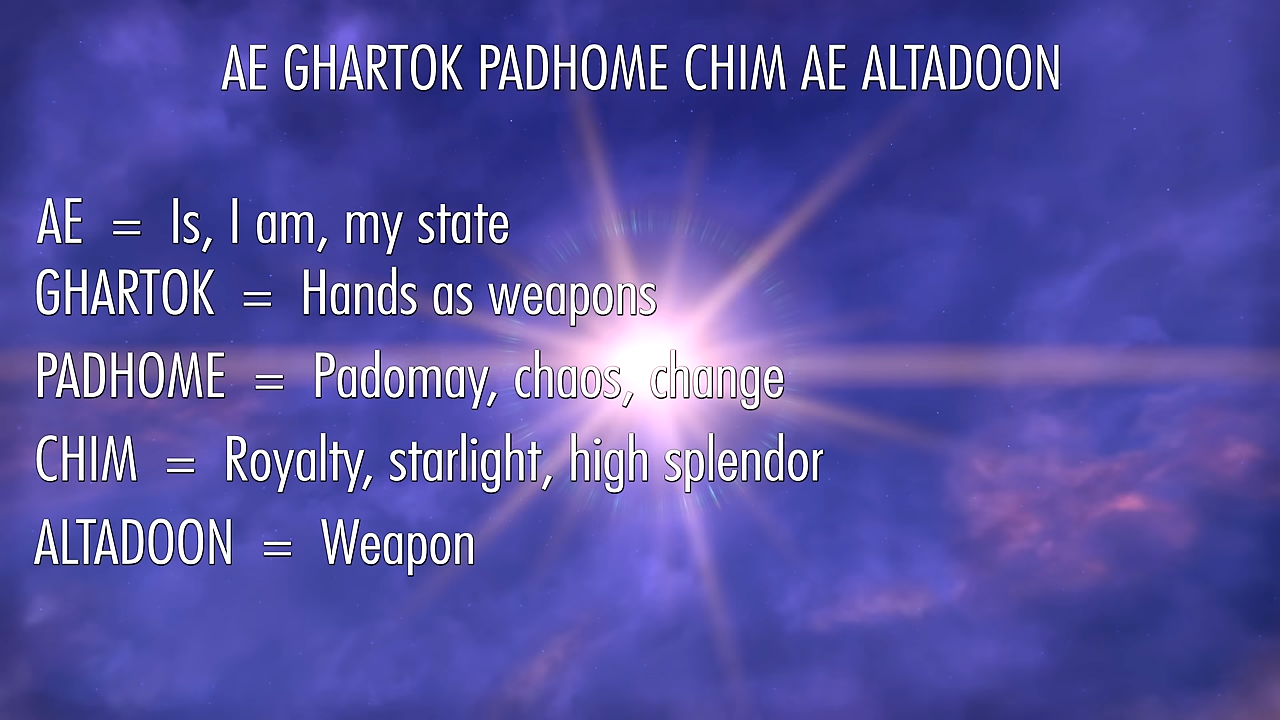 AE GHARTOK PADHOME CHIM AE ALTADOON
AE = Is, I am, my state
GHARTOK = Hands as weapons
PADHOME = Padomay, chaos, change
CHIM = Royalty, starlight, high splendor
ALTADOON = Weapon